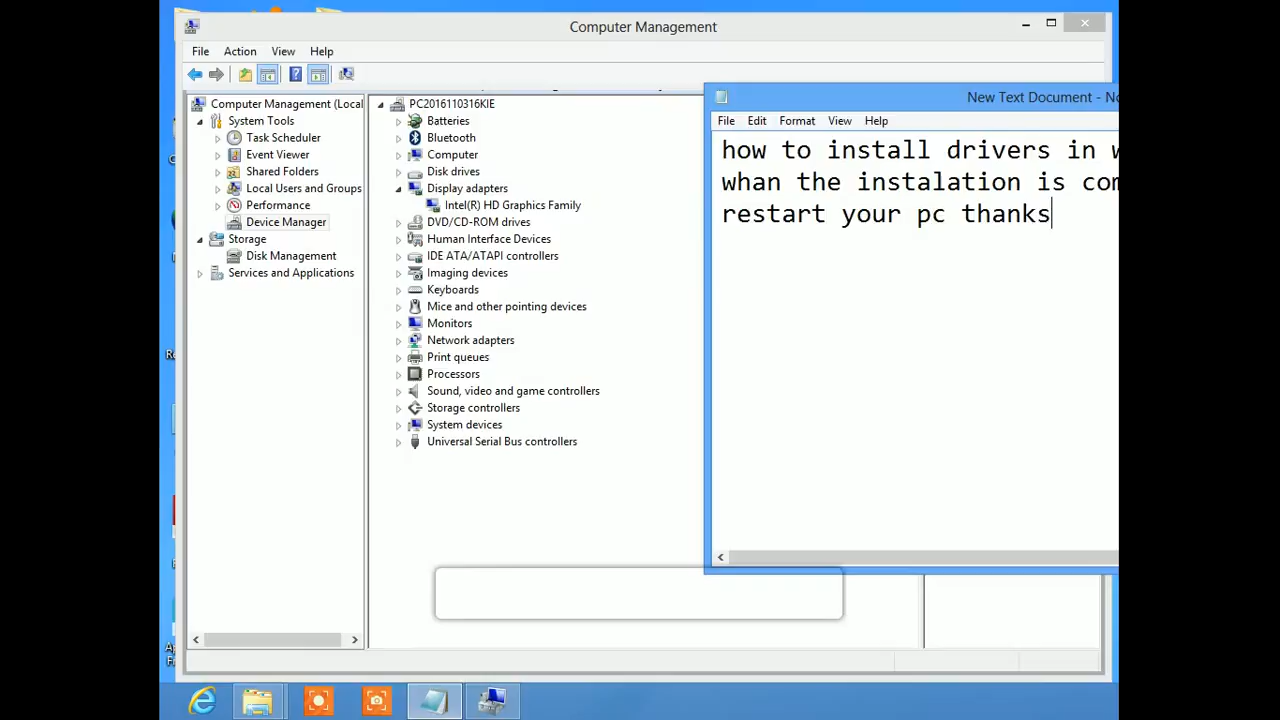 Computer Management
File Action View Help
Computer Management (Local
System Tools
Task Scheduler
Event Viewer
Shared Folders
Local Users and Groups
Performance
Device Manager
Storage
Disk Management
Services and Applications
PC2016110316KIE
Batteries
Bluetooth
Computer
Disk drives
Display adapters
Intel(R) HD Graphics Family
DVD/CD-ROM drives
Human Interface Devices
IDE ATA/ATAPI controllers
Imaging devices
Keyboards
Mice and other pointing devices
Monitors
Network adapters
Print queues
Processors
Sound, video and game controllers
Storage controllers
System devices
Universal Serial Bus controllers
New Text Document - No
File Edit Format View Help
how to install drivers in w
whan the instalation is com
restart your pc thanks